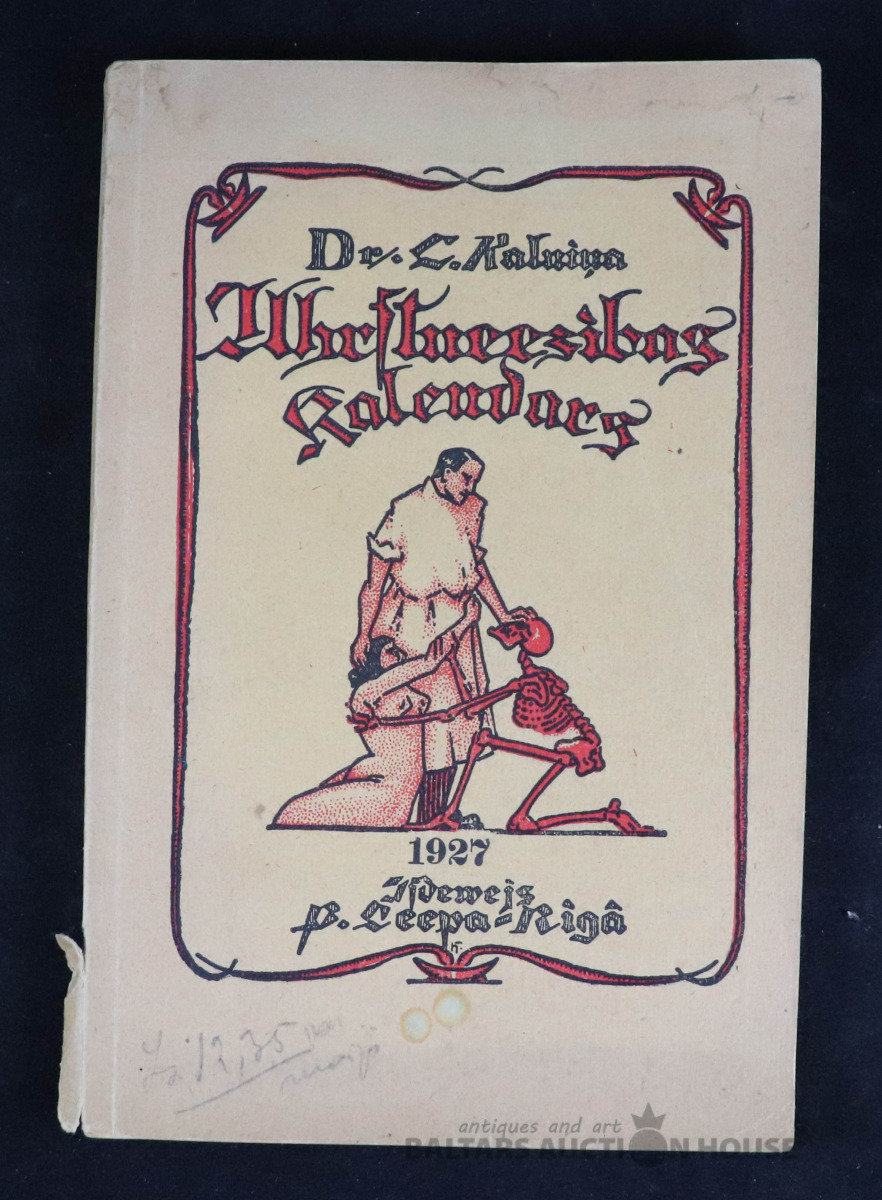 Dr. L. Kalniņa
Ahrstneezibas
Kalendars
1927
Isdewejs
P. Leepa-Rigâ
K
antiques and art
BALTARS AUCTION HOUSE